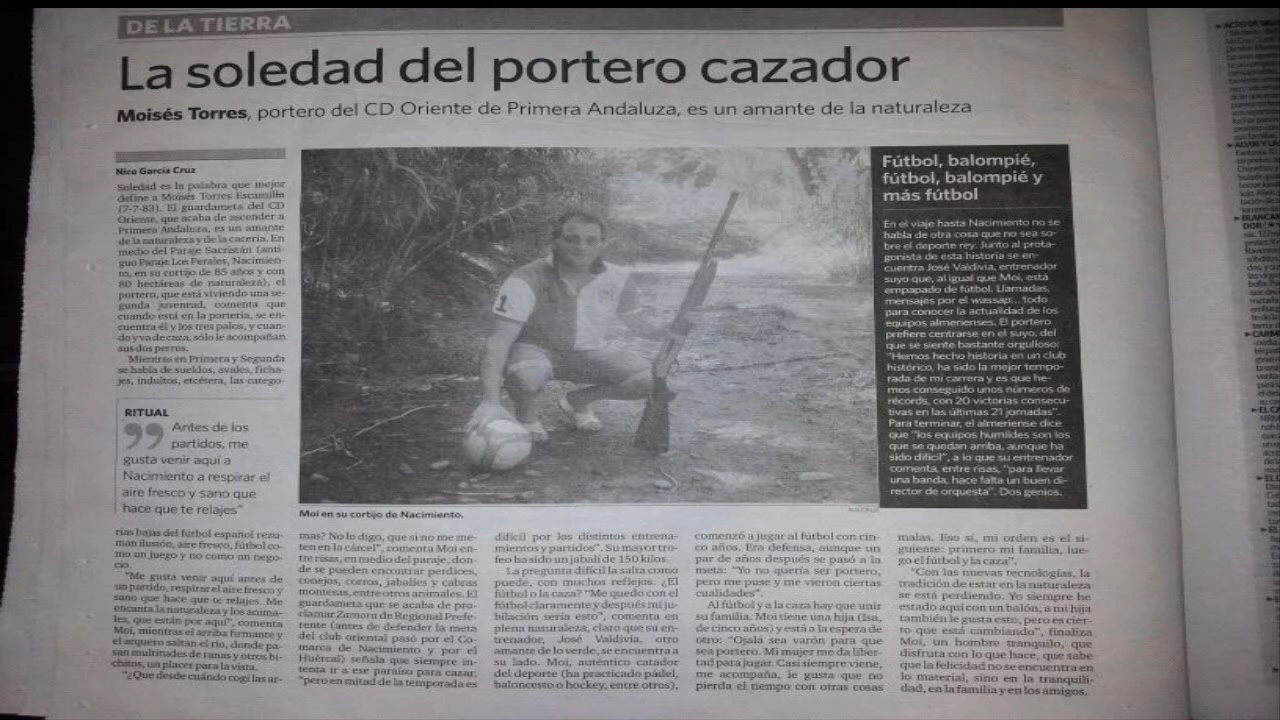 DE LA TIERRA
La soledad del portero cazador
Moisés Torres, portero del CD Oriente de Primera Andaluza, es un amante de la naturaleza
Nico García Cruz
Soledad es la palabra que mejor
define a Moisés Torres Escamilla
(7-7-83). El guardameta del CD
Oriente, que acaba de ascender a
Primera Andaluza, es un amante
de la naturaleza y de la cacería. En
medio del Paraje Sacristán (anti-
guo Paraje Los Perales, Nacimien-
to, en su cortijo de 85 años y con
80 hectáreas de naturaleza), el
portero, que está viviendo una se-
gunda juventud, comenta que
cuando está en la portería, se en-
cuentra él y los tres palos, y cuan-
do va de caza, sólo le acompañan
sus dos perros.
Mientras en Primera y Segunda
se habla de sueldos, avales, ficha-
jes, indultos, etcétera, las catego-
RITUAL
Antes de los
partidos, me
gusta venir aquí a
Nacimiento a respirar el
aire fresco y sano que
hace que te relajes”
rías bajas del fútbol español rezu-
man ilusión, aire fresco, fútbol co-
mo un juego y no como un nego-
cio.
“Me gusta venir aquí antes de
un partido, respirar el aire fresco y
sano que hace que te relajes. Me
encanta la naturaleza y los anima-
les, que están por aquí”, comenta
Moi, mientras el arriba firmante y
el arquero saltan el río, donde pa-
san multitudes de ranas y otros bi-
chitos, un placer para la vista.
“¿Que desde cuándo cogí las ar-
1
Moi en su cortijo de Nacimiento.
mas? No lo digo, que si no me me-
ten en la cárcel”, comenta Moi en-
tre risas, en medio del paraje, don-
de se pueden encontrar perdices,
conejos, corros, jabalíes y cabras
montesas, entre otros animales. El
guardameta que se acaba de pro-
clamar Zamora de Regional Prefe-
rente (antes de defender la meta
del club oriental pasó por el Co-
marca de Nacimiento y por el
Huércal) señala que siempre in-
tenta ir a ese paraíso para cazar,
“pero en mitad de la temporada es
difícil por los distintos entrena-
mientos y partidos”. Su mayor tro-
feo ha sido un jabalí de 150 kilos.
La pregunta difícil la salta como
puede, con muchos reflejos. ¿El
fútbol o la caza? “Me quedo con el
fútbol claramente y después mi ju-
bilación sería esto”, comenta en
plena naturaleza, claro que su en-
trenador, José Valdivia, otro
amante de lo verde, se encuentra a
su lado. Moi, auténtico catador
del deporte (ha practicado pádel,
baloncesto o hockey, entre otros),
comenzó a jugar al fútbol con cin-
co años. Era defensa, aunque un
par de años después se pasó a la
meta: “Yo no quería ser portero,
pero me puse y me vieron ciertas
cualidades”.
Al fútbol y a la caza hay que unir
su familia. Moi tiene una hija (Isa,
de cinco años) y está a la espera de
otro: “Ojalá sea varón para que
sea portero. Mi mujer me da liber-
tad para jugar. Casi siempre viene,
me acompaña, le gusta que no
pierda el tiempo con otras cosas
malas. Eso sí, mi orden es el si-
guiente: primero mi familia, lue-
go el fútbol y la caza”.
“Con las nuevas tecnologías, la
tradición de estar en la naturaleza
se está perdiendo. Yo siempre he
estado aquí con un balón, a mi hija
también le gusta esto, pero es cier-
to que está cambiando”, finaliza
Moi, un hombre tranquilo, que
disfruta con lo que hace, que sabe
que la felicidad no se encuentra en
lo material, sino en la tranquili-
dad, en la familia y en los amigos.
Fútbol, balompié,
fútbol, balompié y
más fútbol
En el viaje hasta Nacimiento no se
habla de otra cosa que no sea so-
bre el deporte rey. Junto al prota-
gonista de esta historia se en-
cuentra José Valdivia, entrenador
suyo que, al igual que Moi, está
empapado de fútbol. Llamadas,
mensajes por el wassap... todo
para conocer la actualidad de los
equipos almerienses. El portero
prefiere centrarse en el suyo, del
que se siente bastante orgulloso:
“Hemos hecho historia en un club
histórico, ha sido la mejor tempo-
rada de mi carrera y es que he-
mos conseguido unos números de
récords, con 20 victorias consecu-
tivas en las últimas 21 jornadas”.
Para terminar, el almeriense dice
que “los equipos humildes son los
que se quedan arriba, aunque ha
sido difícil”, a lo que su entrenador
comenta, entre risas, “para llevar
una banda, hace falta un buen di-
rector de orquesta”. Dos genios.